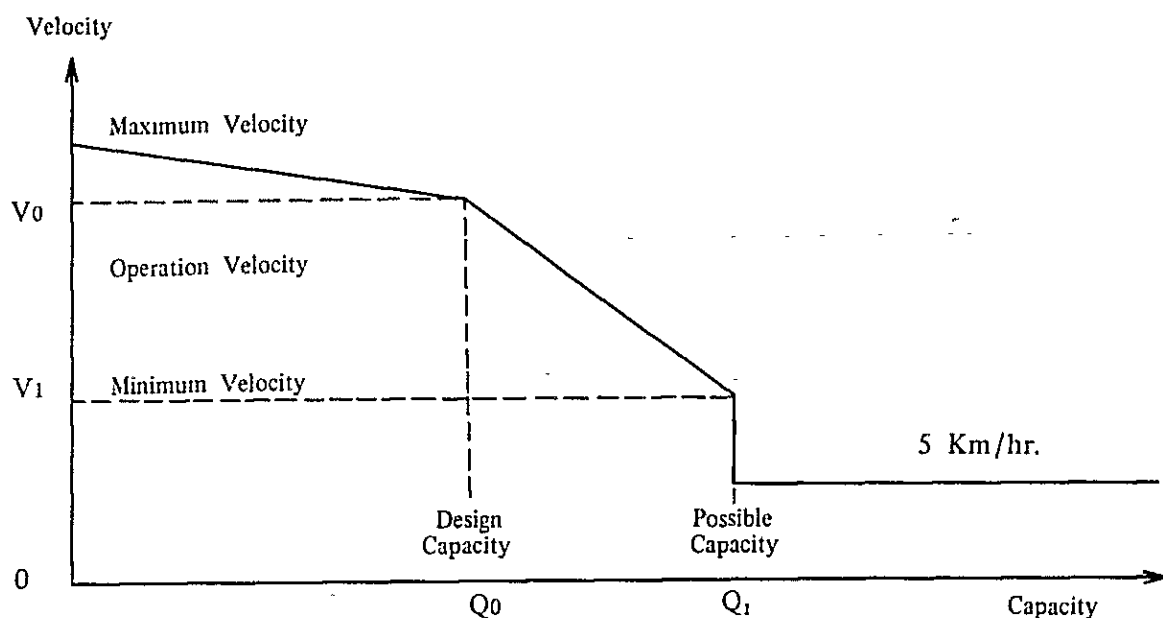 Velocity
Maximum Velocity
V0
Operation Velocity
V1
Minimum Velocity
5 Km/hr.
Design
Capacity
Possible
Capacity
0
Q0
Q1
Capacity